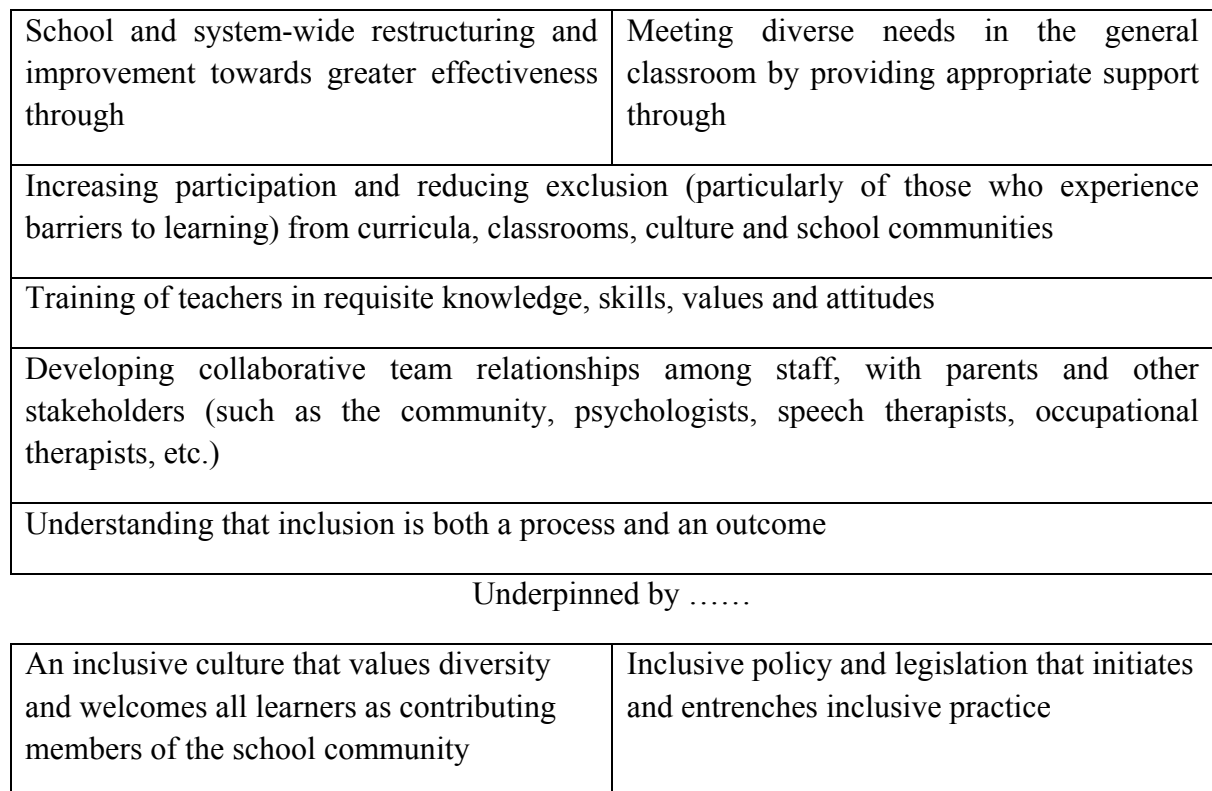 School and system-wide restructuring and
improvement towards greater effectiveness
through
Meeting diverse needs in the general
classroom by providing appropriate support
through
Increasing participation and reducing exclusion (particularly of those who experience
barriers to learning) from curricula, classrooms, culture and school communities
Training of teachers in requisite knowledge, skills, values and attitudes
Developing collaborative team relationships among staff, with parents and other
stakeholders (such as the community, psychologists, speech therapists, occupational
therapists, etc.)
Understanding that inclusion is both a process and an outcome
Underpinned by ……
An inclusive culture that values diversity
and welcomes all learners as contributing
members of the school community
Inclusive policy and legislation that initiates
and entrenches inclusive practice